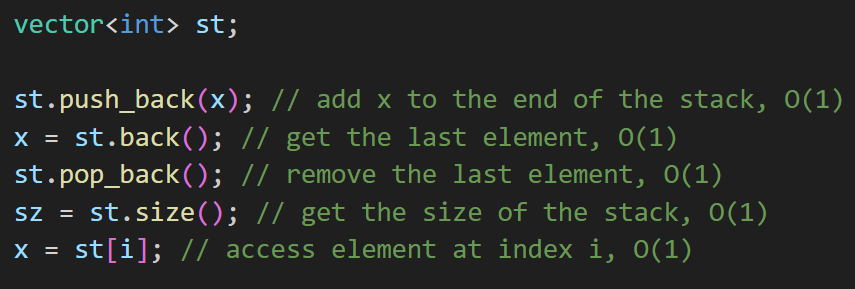 vector<int> st;
st.push_back(x); // add x to the end of the stack, O(1)
x = st.back(); // get the last element, O(1)
st.pop_back(); // remove the last element, O(1)
sz = st.size(); // get the size of the stack, O(1)
x = st[i]; // access element at index i, O(1)